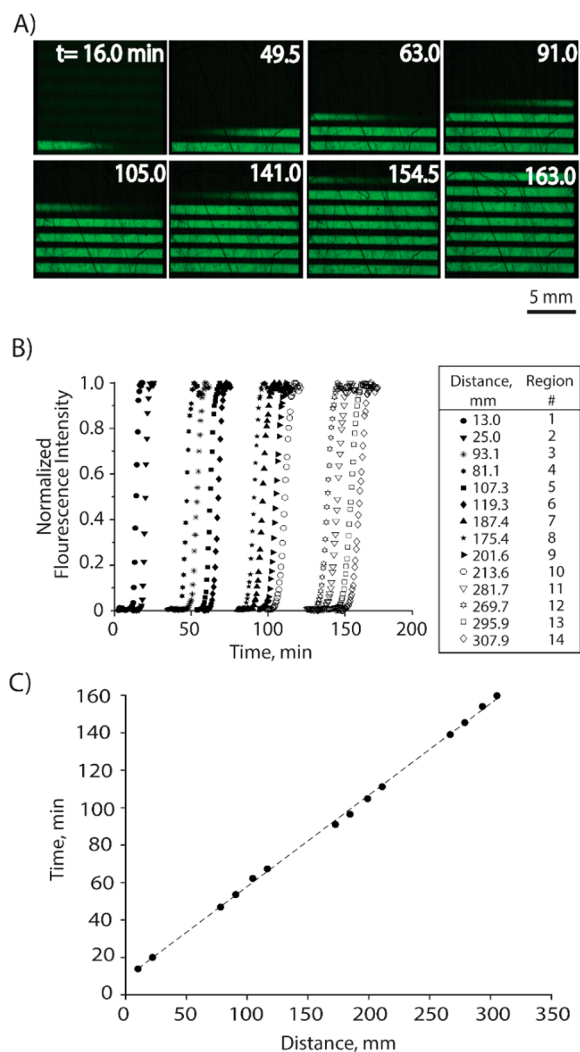 A)
t= 16.0 min 49.5 63.0 91.0
105.0 141.0 154.5 163.0
5 mm
B)
Normalized
Flourescence Intensity
1.0
0.8
0.6
0.4
0.2
0
0 50 100 150 200
Time, min
Distance, Region
mm #
13.0 1
25.0 2
93.1 3
81.1 4
107.3 5
119.3 6
187.4 7
175.4 8
201.6 9
213.6 10
281.7 11
269.7 12
295.9 13
307.9 14
C)
Time, min
160
140
120
100
80
60
40
20
0
0 50 100 150 200 250 300 350
Distance, mm